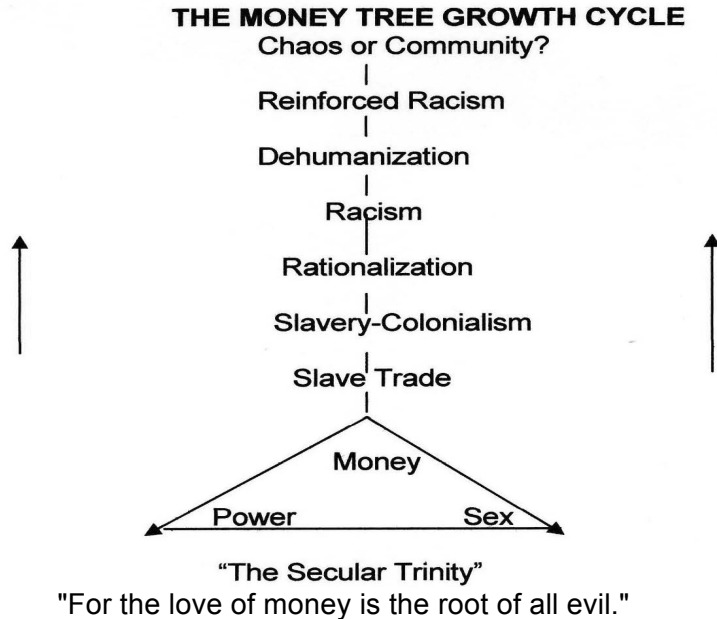 THE MONEY TREE GROWTH CYCLE
Chaos or Community?
Reinforced Racism
Dehumanization
Racism
Rationalization
Slavery-Colonialism
Slave Trade
Money
Power Sex
“The Secular Trinity”
"For the love of money is the root of all evil."